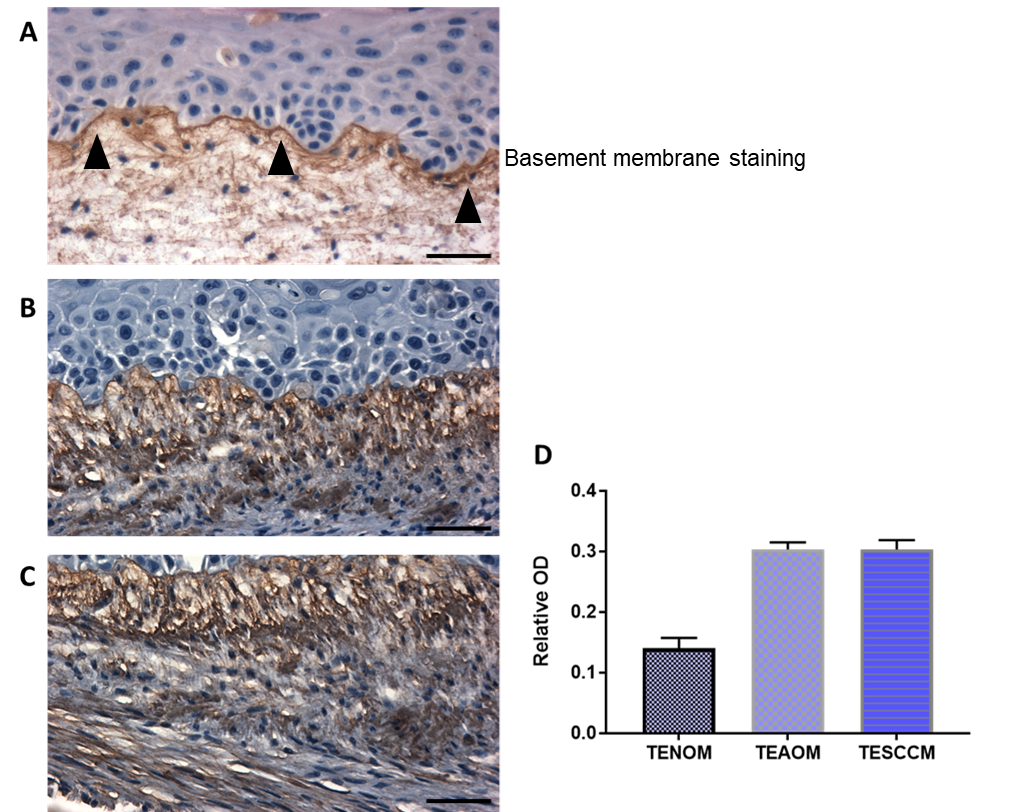 A
Basement membrane staining
B
C
D
0.4
0.3
0.2
0.1
0.0
Relative OD
TENOM
TEAOM
TESCCM